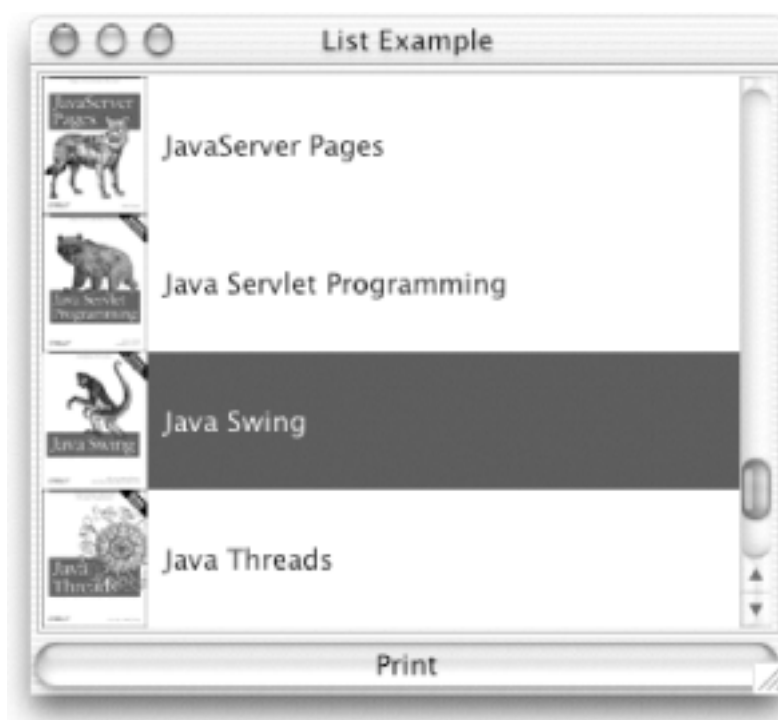 List Example
JavaServer
Pages
JavaServer Pages
Java Servlet
Programming
Java Servlet Programming
Java Swing
Java Swing
Java
Threads
Java Threads
Print